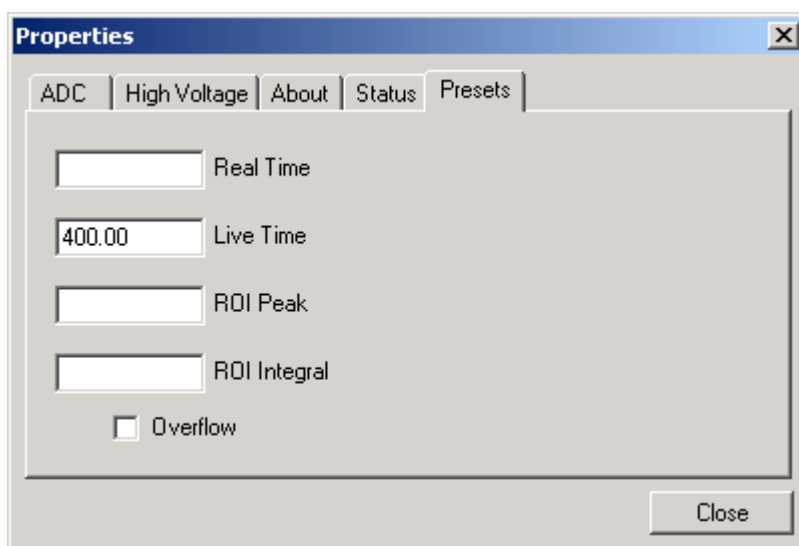 Properties
ADC High Voltage About Status Presets
Real Time
400.00 Live Time
ROI Peak
ROI Integral
Overflow
Close